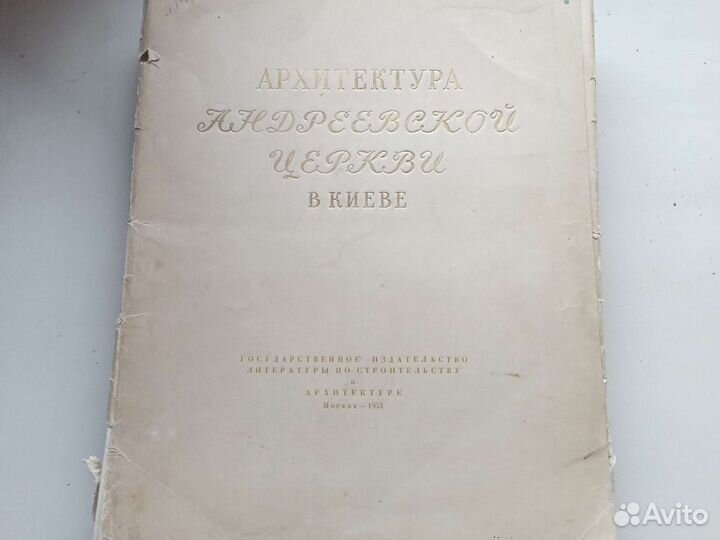 АРХИТЕКТУРА
АНДРЕЕВСКОЙ
ЦЕРКВИ
В КИЕВЕ
ГОСУДАРСТВЕННОЕ ИЗДАТЕЛЬСТВО
ЛИТЕРАТУРЫ ПО СТРОИТЕЛЬСТВУ
и
АРХИТЕКТУРЕ
Москва — 1951
Avito